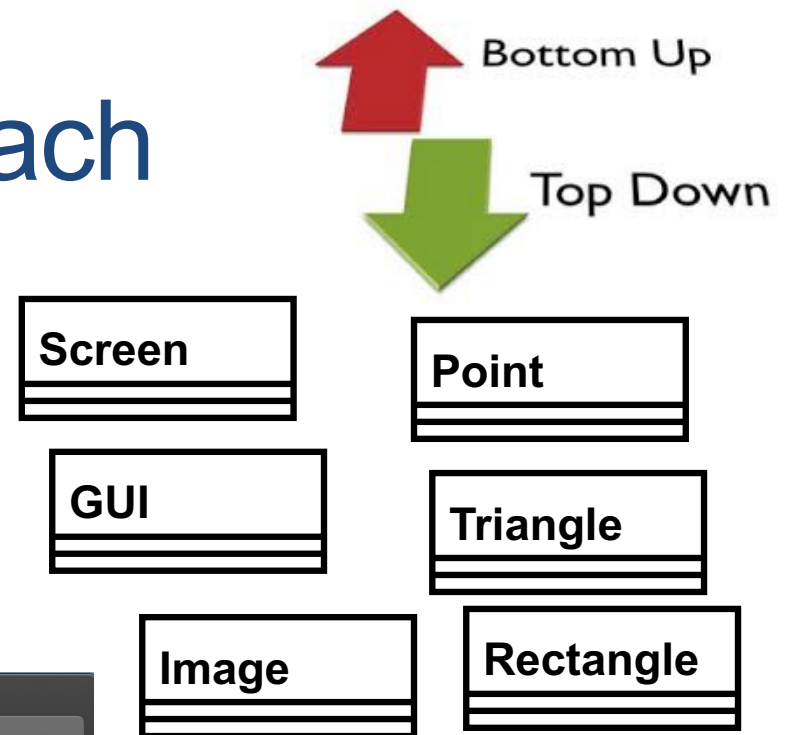 Bottom Up
ach
Top Down
Screen
Point
GUI
Triangle
Image
Rectangle